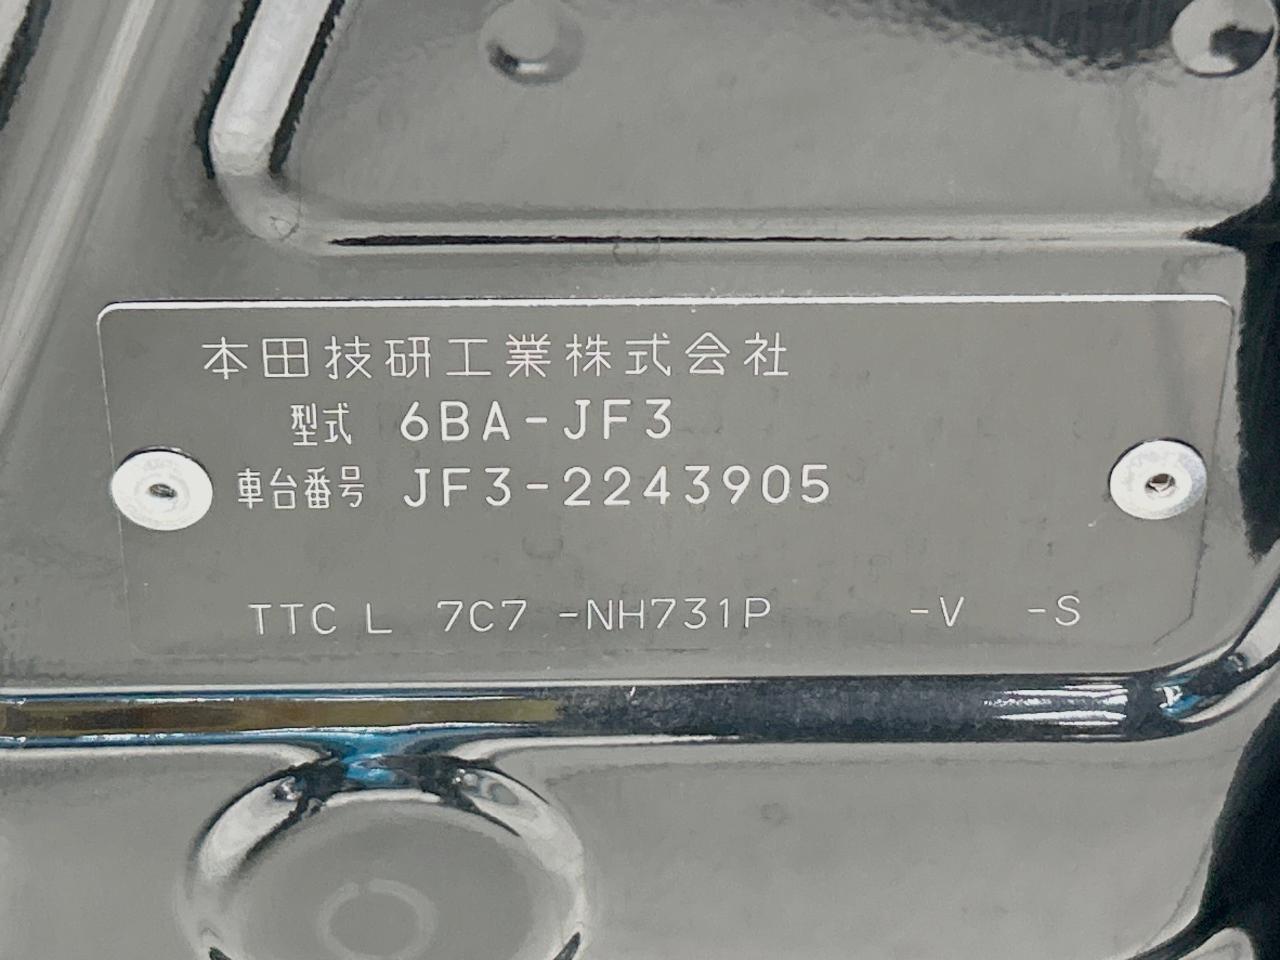 本田技研工業株式会社
型式 6BA-JF3
車台番号 JF3-2243905
TTC L 7C7 -NH731P -V -S